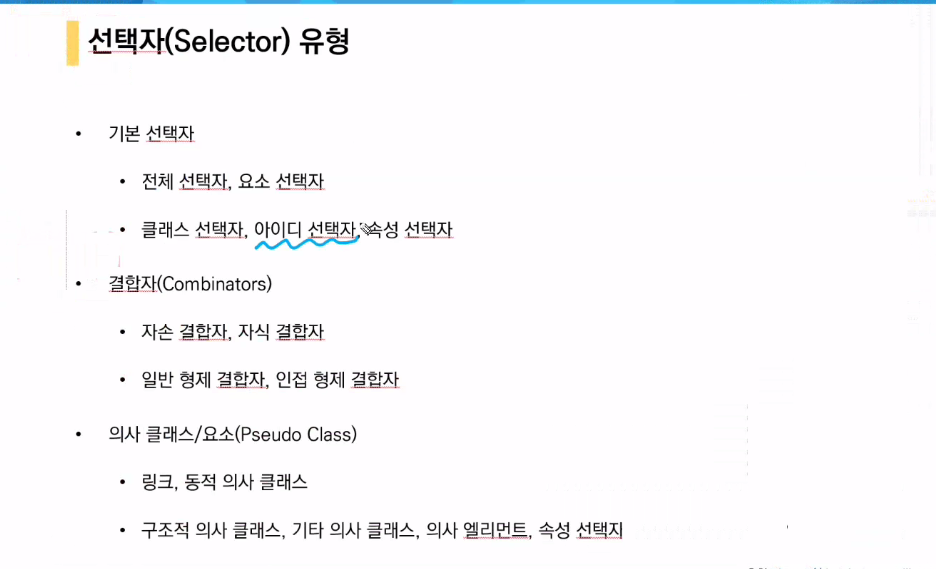 선택자(Selector) 유형
• 기본 선택자
• 전체 선택자, 요소 선택자
• 클래스 선택자, 아이디 선택자, 속성 선택자
• 결합자(Combinators)
• 자손 결합자, 자식 결합자
• 일반 형제 결합자, 인접 형제 결합자
• 의사 클래스/요소(Pseudo Class)
• 링크, 동적 의사 클래스
• 구조적 의사 클래스, 기타 의사 클래스, 의사 엘리먼트, 속성 선택지